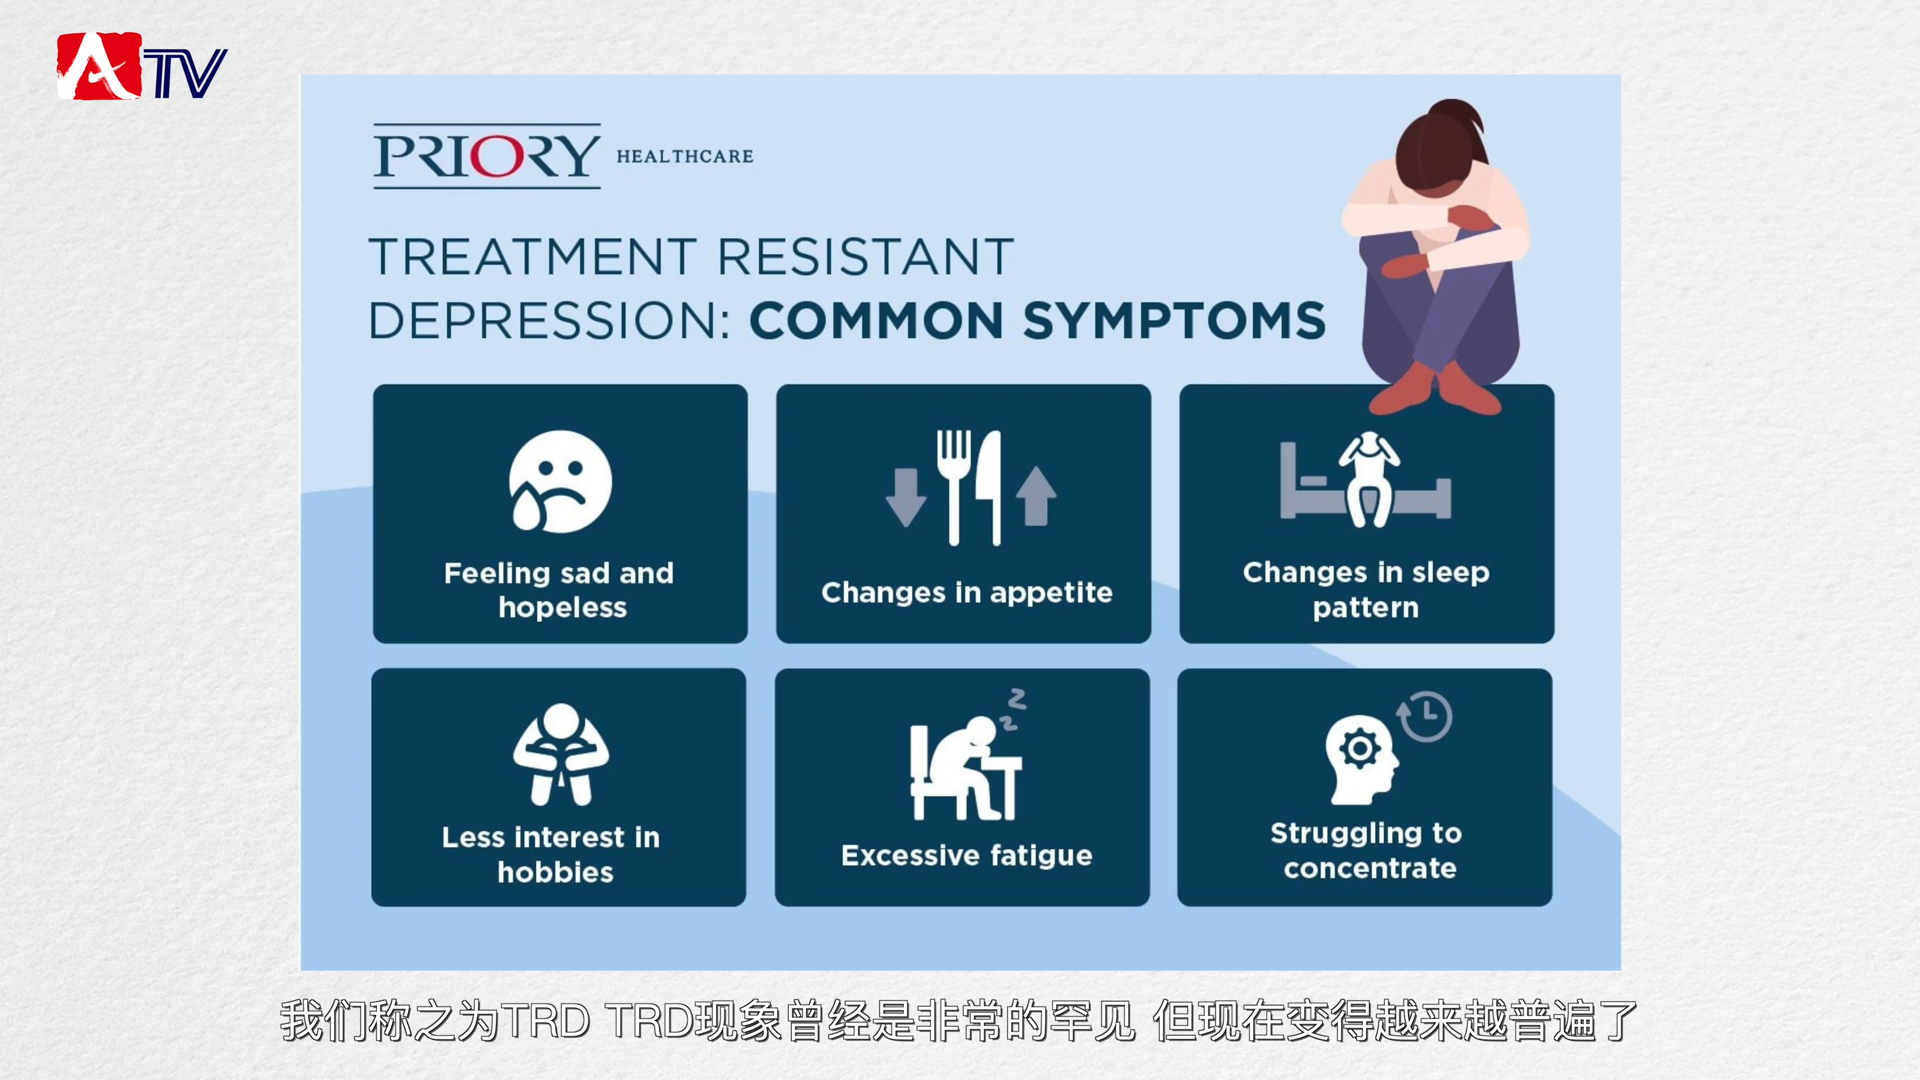 ATV
PRIORY HEALTHCARE
TREATMENT RESISTANT
DEPRESSION: COMMON SYMPTOMS
Feeling sad and
hopeless
Changes in appetite
Changes in sleep
pattern
Less interest in
hobbies
z
z
Excessive fatigue
Struggling to
concentrate
我们称之为TRD TRD现象曾经是非常的罕见 但现在变得越来越普遍了